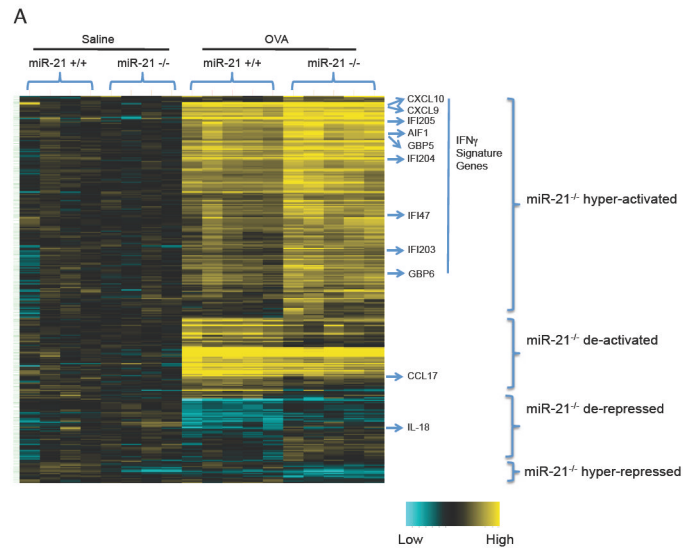 A
Saline
OVA
miR-21 +/+
miR-21 -/-
miR-21 +/+
miR-21 -/-
CXCL10
CXCL9
IFI205
AIF1
GBP5
IFI204
IFI47
IFI203
GBP6
CCL17
IL-18
IFNγ
Signature
Genes
miR-21-/- hyper-activated
miR-21-/- de-activated
miR-21-/- de-repressed
miR-21-/- hyper-repressed
Low
High